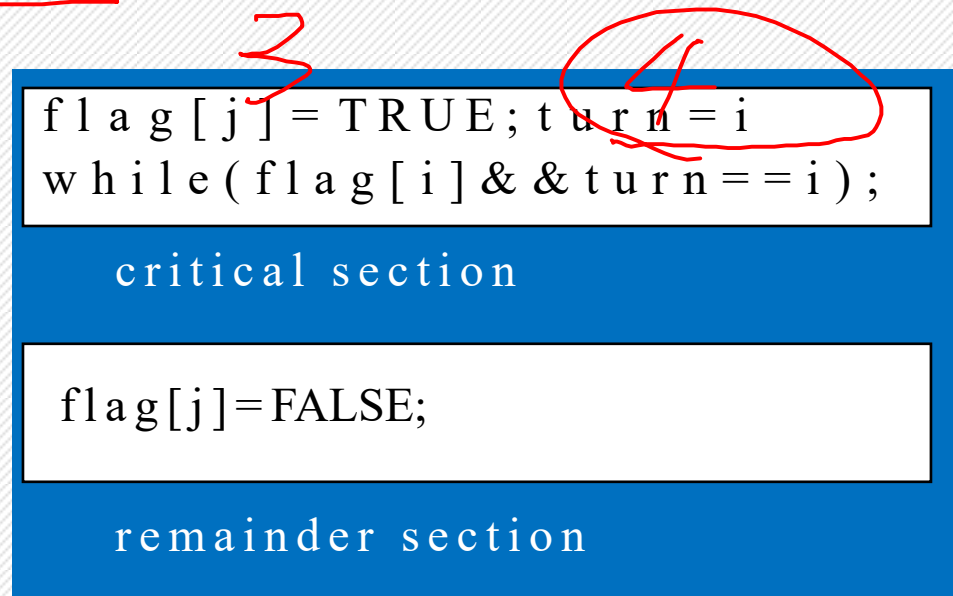 3 4
flag[j]=TRUE;turn=i
while(flag[i]&&turn==i);
critical section
flag[j]=FALSE;
remainder section